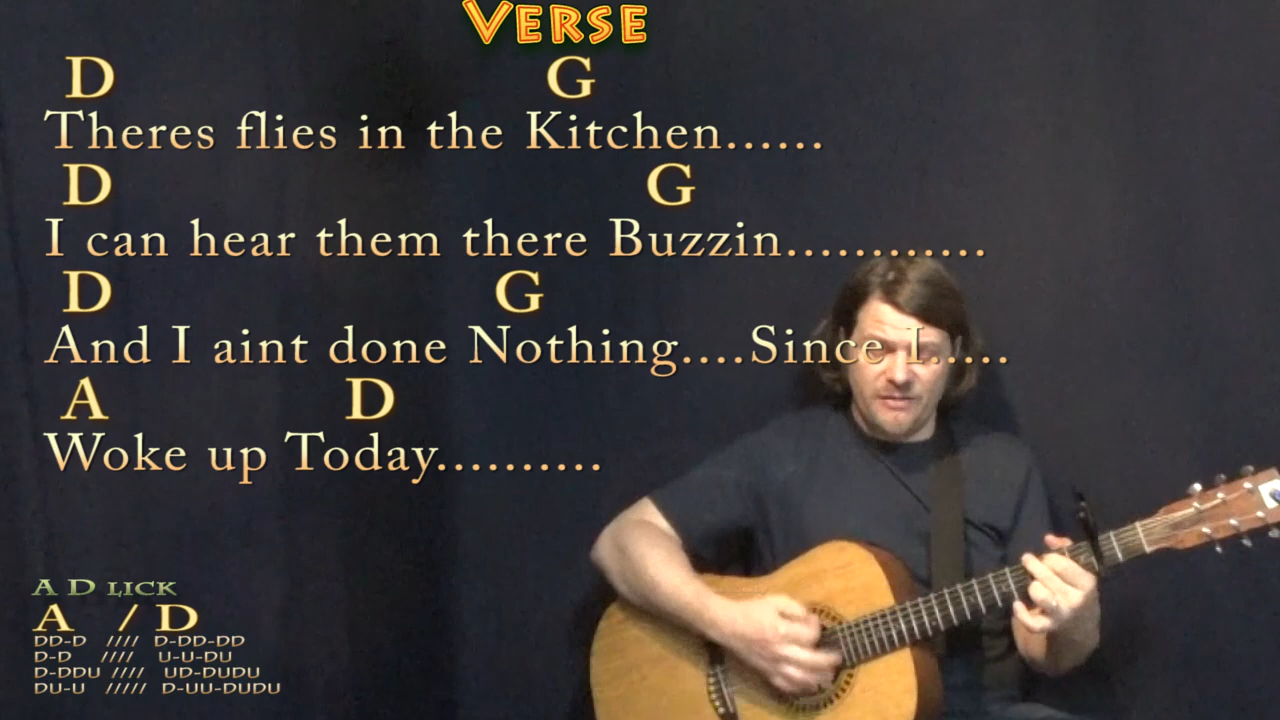 VERSE
D G
Theres flies in the Kitchen......
D G
I can hear them there Buzzin............
D G
And I aint done Nothing....Since I.....
A D
Woke up Today..........
A D LICK
A / D
DD-D //// D-DD-DD
D-D //// U-U-DU
D-DDU //// UD-DUDU
DU-U ///// D-UU-DUDU